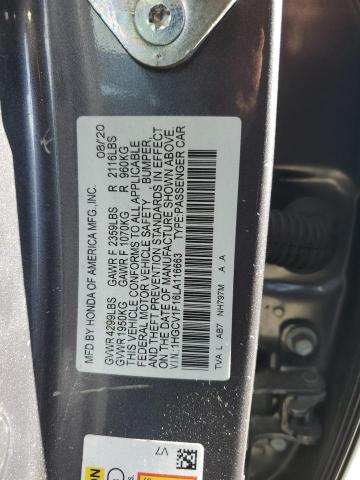 MFD. BY HONDA OF AMERICA MFG.,INC. 08/20
GVWR 4299LBS GAWR F 2359LBS R 2116LBS
GVWR 1950KG GAWR F 1070KG R 960KG
THIS VEHICLE CONFORMS TO ALL APPLICABLE
FEDERAL MOTOR VEHICLE SAFETY, BUMPER,
AND THEFT PREVENTION STANDARDS IN EFFECT
ON THE DATE OF MANUFACTURE SHOWN ABOVE.
V.I.N.: 1HGCV1F16LA116663 TYPE:PASSENGER CAR
TVA L AB7 NH797M A A
V7
ON